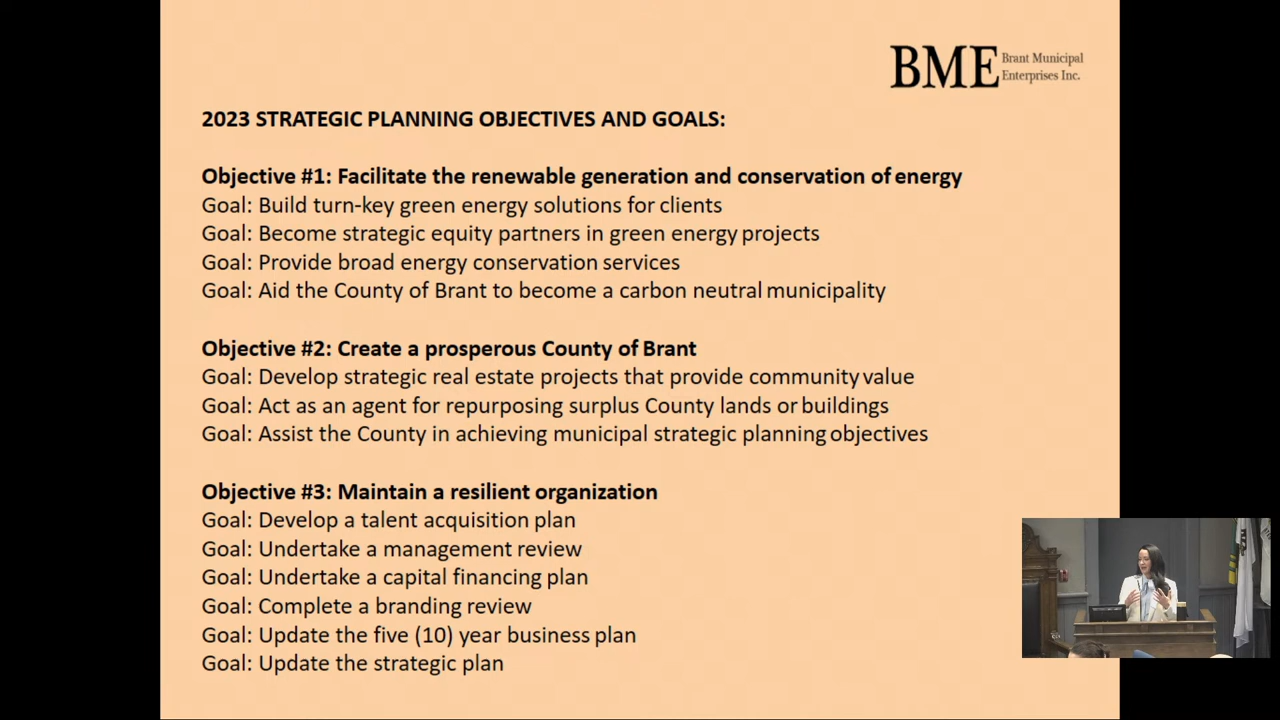 BME Brant Municipal
Enterprises Inc.
2023 STRATEGIC PLANNING OBJECTIVES AND GOALS:
Objective #1: Facilitate the renewable generation and conservation of energy
Goal: Build turn-key green energy solutions for clients
Goal: Become strategic equity partners in green energy projects
Goal: Provide broad energy conservation services
Goal: Aid the County of Brant to become a carbon neutral municipality
Objective #2: Create a prosperous County of Brant
Goal: Develop strategic real estate projects that provide community value
Goal: Act as an agent for repurposing surplus County lands or buildings
Goal: Assist the County in achieving municipal strategic planning objectives
Objective #3: Maintain a resilient organization
Goal: Develop a talent acquisition plan
Goal: Undertake a management review
Goal: Undertake a capital financing plan
Goal: Complete a branding review
Goal: Update the five (10) year business plan
Goal: Update the strategic plan